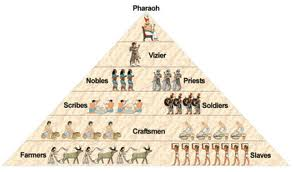 Pharaoh
Vizier
Nobles Priests
Scribes Soldiers
Craftsmen
Farmers Slaves